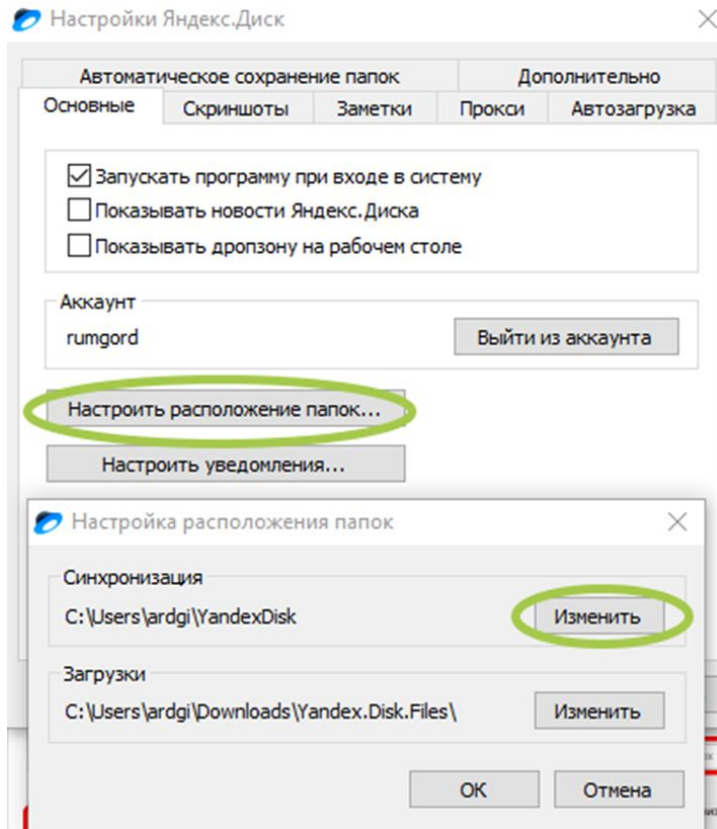 Настройки Яндекс.Диск
Автоматическое сохранение папок Дополнительно
Основные Скриншоты Заметки Прокси Автозагрузка
Запускать программу при входе в систему
Показывать новости Яндекс.Диска
Показывать дропзону на рабочем столе
Аккаунт
rumgord Выйти из аккаунта
Настроить расположение папок...
Настроить уведомления...
Настройка расположения папок
Синхронизация
C:\Users\ardgi\YandexDisk Изменить
Загрузки
C:\Users\ardgi\Downloads\Yandex.Disk.Files\ Изменить
ОК Отмена